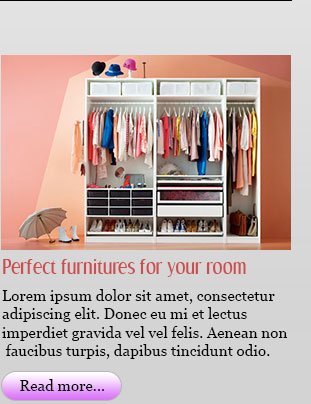 Perfect furnitures for your room
Lorem ipsum dolor sit amet, consectetur
adipiscing elit. Donec eu mi et lectus
imperdiet gravida vel vel felis. Aenean non
faucibus turpis, dapibus tincidunt odio.
Read more...